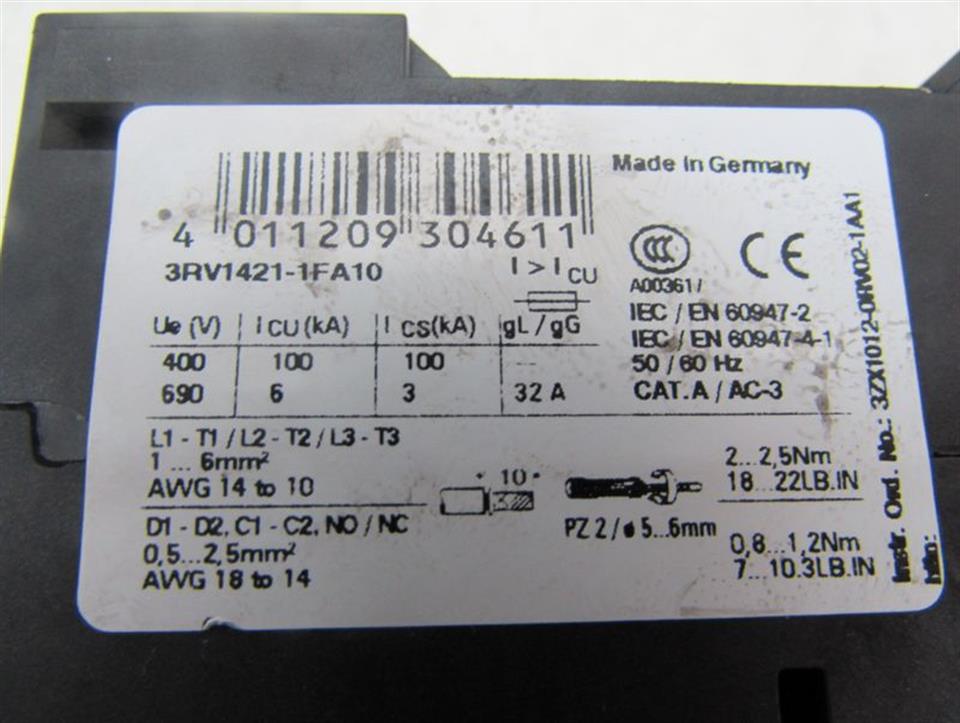 Made in Germany
4 011209 304611
3RV1421-1FA10
I > I CU
CCC
CE
A003617
Ue (V) I CU(kA) I CS(kA) gL / gG
400 100 100 ---
690 6 3 32 A
IEC / EN 60947-2
IEC / EN 60947-4-1
50 / 60 Hz
CAT. A / AC-3
L1 - T1 / L2 - T2 / L3 - T3
1 ... 6mm²
AWG 14 to 10
D1 - D2, C1 - C2, NO / NC
0,5...2,5mm²
AWG 18 to 14
10
PZ 2 / ø 5...6mm
2...2,5Nm
18...22LB.IN
0,8...1,2Nm
7...10.3LB.IN
Instr. Ord. No.: 3ZX1012-0RV02-1AA1